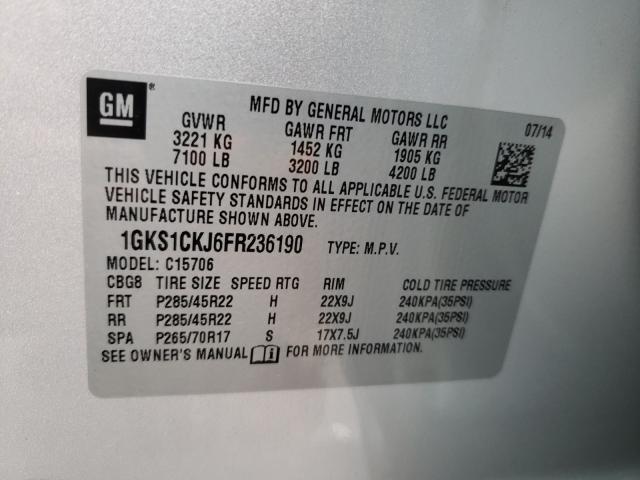 GM ®
MFD BY GENERAL MOTORS LLC 07/14
GVWR GAWR FRT GAWR RR
3221 KG 1452 KG 1905 KG
7100 LB 3200 LB 4200 LB
THIS VEHICLE CONFORMS TO ALL APPLICABLE U.S. FEDERAL MOTOR
VEHICLE SAFETY STANDARDS IN EFFECT ON THE DATE OF
MANUFACTURE SHOWN ABOVE.
1GKS1CKJ6FR236190 TYPE: M.P.V.
MODEL: C15706
CBG8 TIRE SIZE SPEED RTG RIM COLD TIRE PRESSURE
FRT P285/45R22 H 22X9J 240KPA(35PSI)
RR P285/45R22 H 22X9J 240KPA(35PSI)
SPA P265/70R17 S 17X7.5J 240KPA(35PSI)
SEE OWNER'S MANUAL FOR MORE INFORMATION.